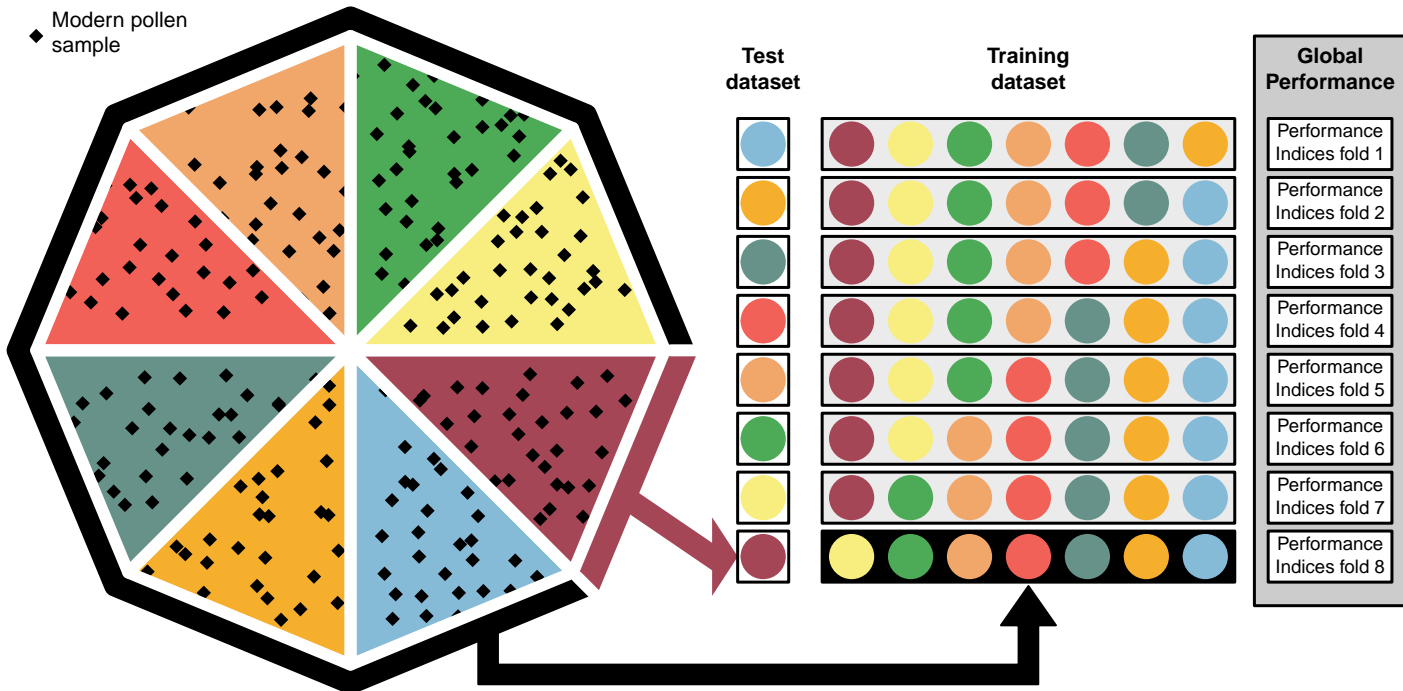 Modern pollen
sample
Test
dataset
Training
dataset
Global
Performance
Performance
Indices fold 1
Performance
Indices fold 2
Performance
Indices fold 3
Performance
Indices fold 4
Performance
Indices fold 5
Performance
Indices fold 6
Performance
Indices fold 7
Performance
Indices fold 8